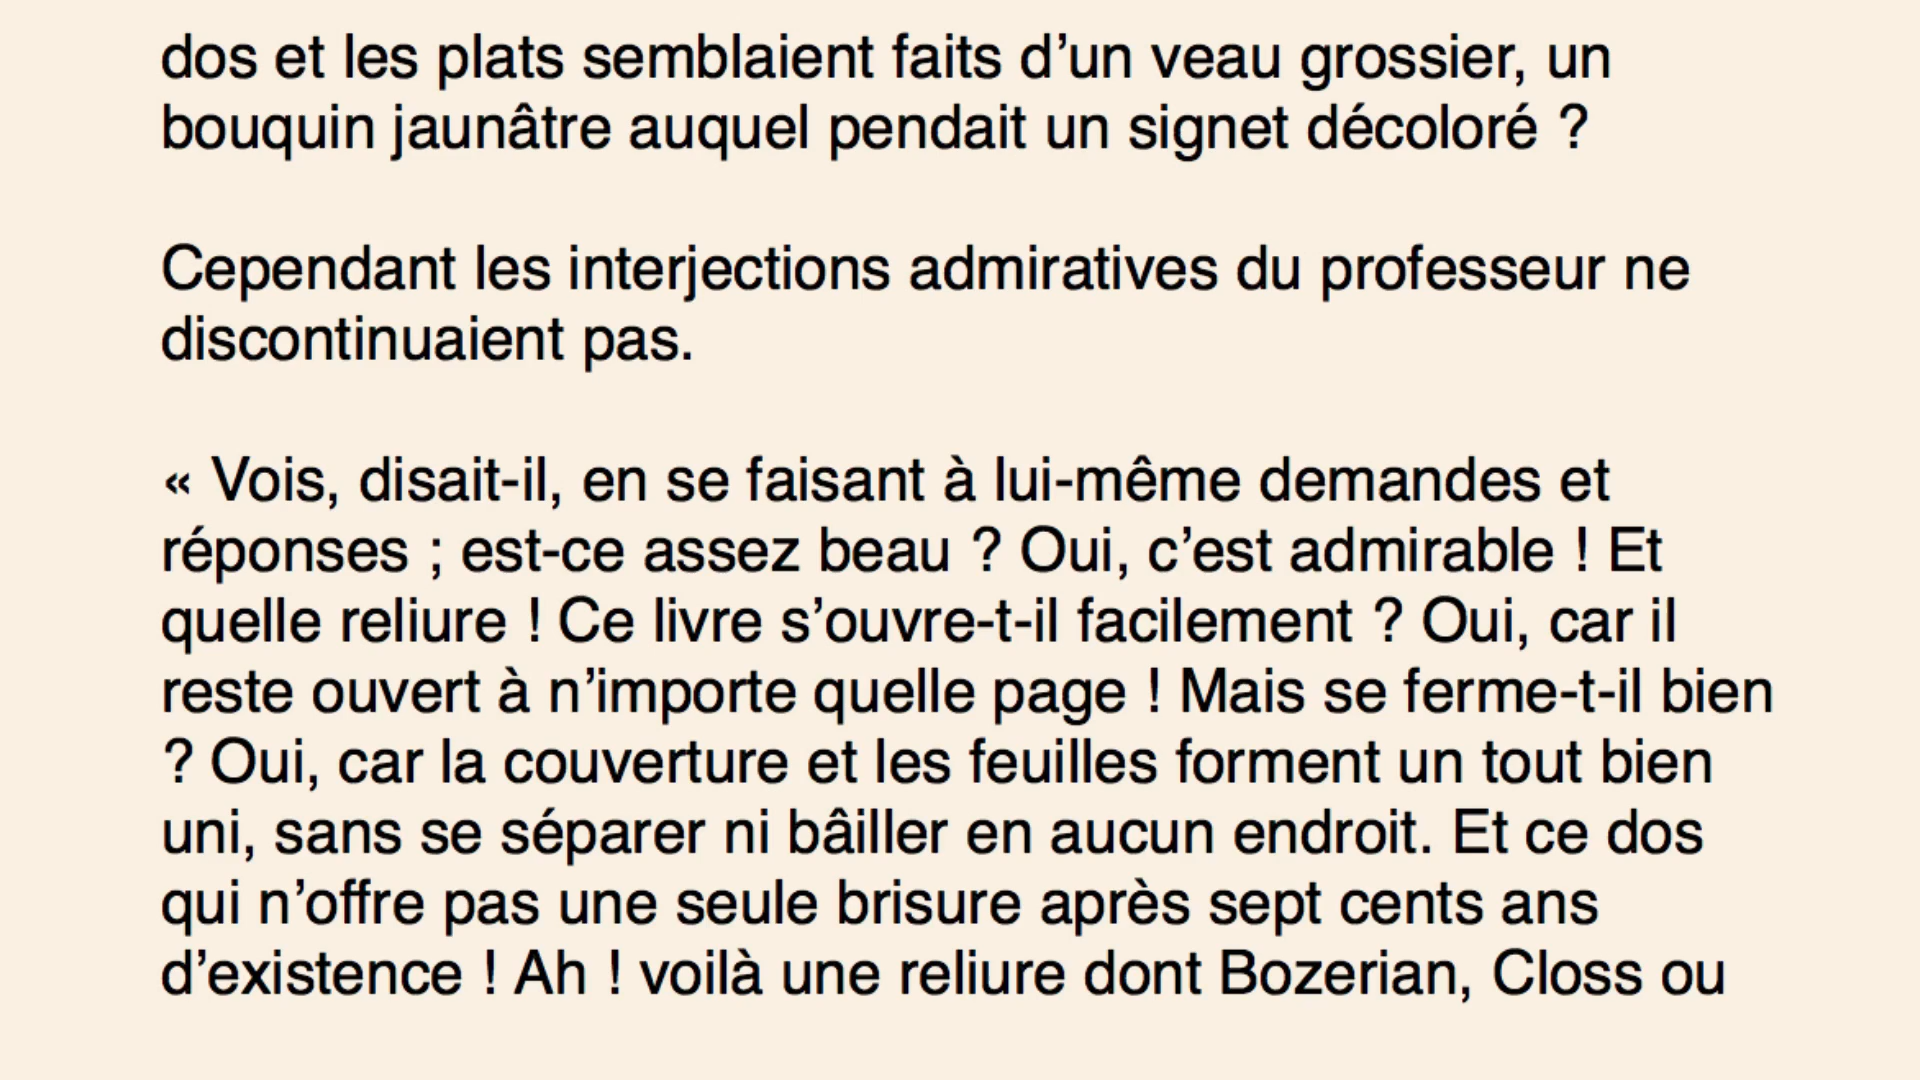 dos et les plats semblaient faits d’un veau grossier, un
bouquin jaunâtre auquel pendait un signet décoloré ?
Cependant les interjections admiratives du professeur ne
discontinuaient pas.
« Vois, disait-il, en se faisant à lui-même demandes et
réponses ; est-ce assez beau ? Oui, c’est admirable ! Et
quelle reliure ! Ce livre s’ouvre-t-il facilement ? Oui, car il
reste ouvert à n’importe quelle page ! Mais se ferme-t-il bien
? Oui, car la couverture et les feuilles forment un tout bien
uni, sans se séparer ni bâiller en aucun endroit. Et ce dos
qui n’offre pas une seule brisure après sept cents ans
d’existence ! Ah ! voilà une reliure dont Bozerian, Closs ou